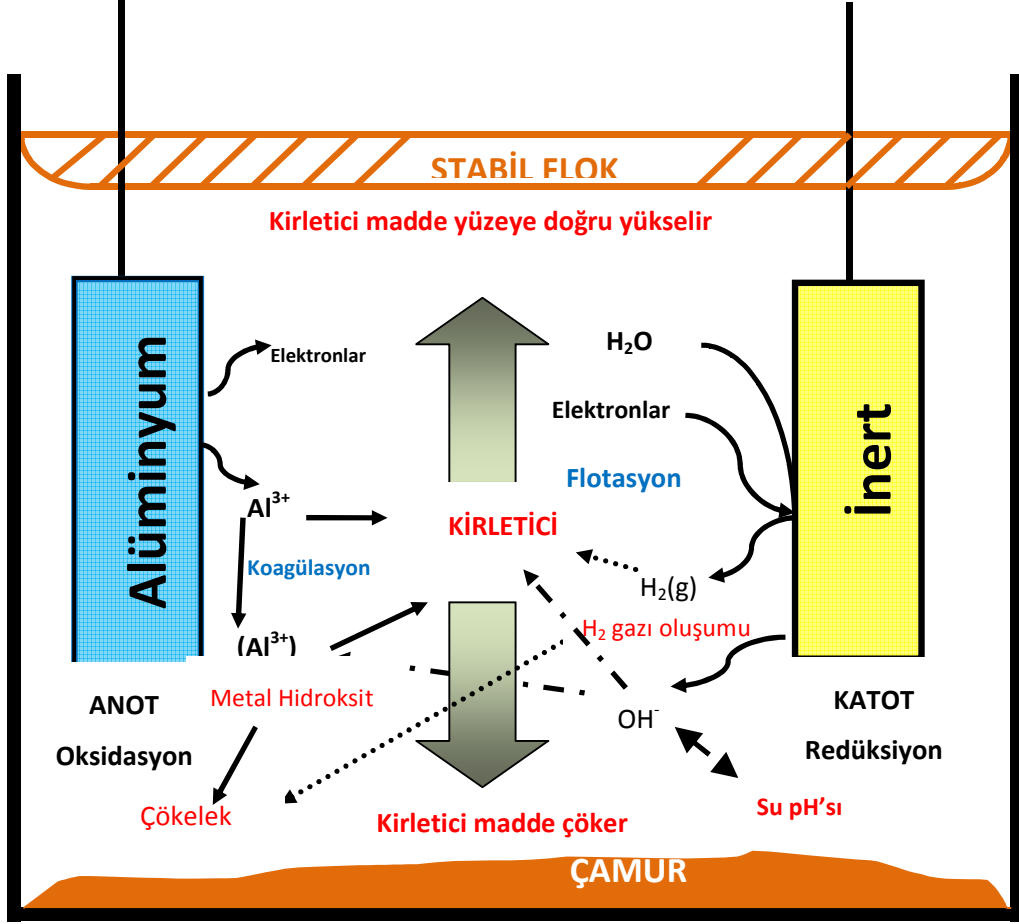 STABİL FLOK
Kirletici madde yüzeye doğru yükselir
Alüminyum
Elektronlar
H₂O
Elektronlar
İnert
Flotasyon
Al³⁺
KİRLETİCİ
Koagülasyon
H₂(g)
H₂ gazı oluşumu
(Al³⁺)
Metal Hidroksit
ANOT
Oksidasyon
OH⁻
KATOT
Redüksiyon
Çökelek
Kirletici madde çöker
Su pH’sı
ÇAMUR